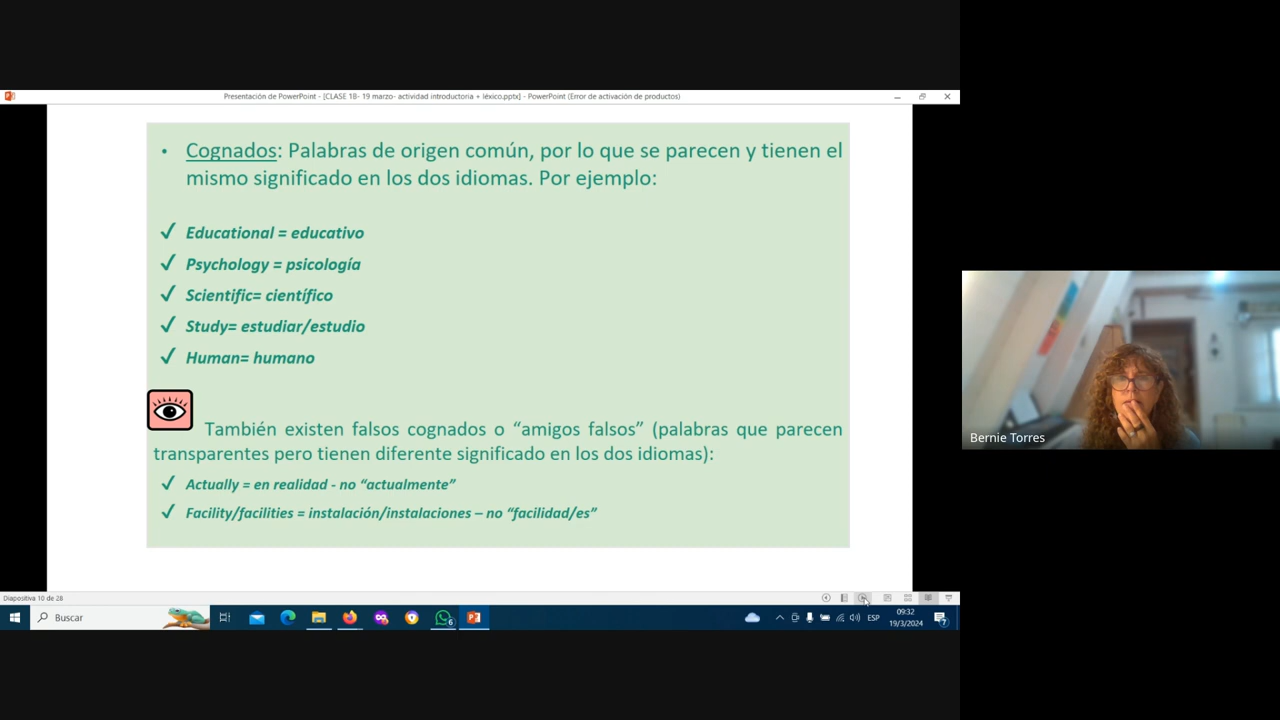 Presentación de PowerPoint - [CLASE 1B- 19 marzo- actividad introductoria + léxico.pptx] - PowerPoint (Error de activación de productos)
• Cognados: Palabras de origen común, por lo que se parecen y tienen el
mismo significado en los dos idiomas. Por ejemplo:
✓ Educational = educativo
✓ Psychology = psicología
✓ Scientific= científico
✓ Study= estudiar/estudio
✓ Human= humano
También existen falsos cognados o “amigos falsos” (palabras que parecen
transparentes pero tienen diferente significado en los dos idiomas):
✓ Actually = en realidad - no “actualmente”
✓ Facility/facilities = instalación/instalaciones – no “facilidad/es”
Bernie Torres
Diapositiva 10 de 28
Buscar
6
ESP
09:32
19/3/2024
7